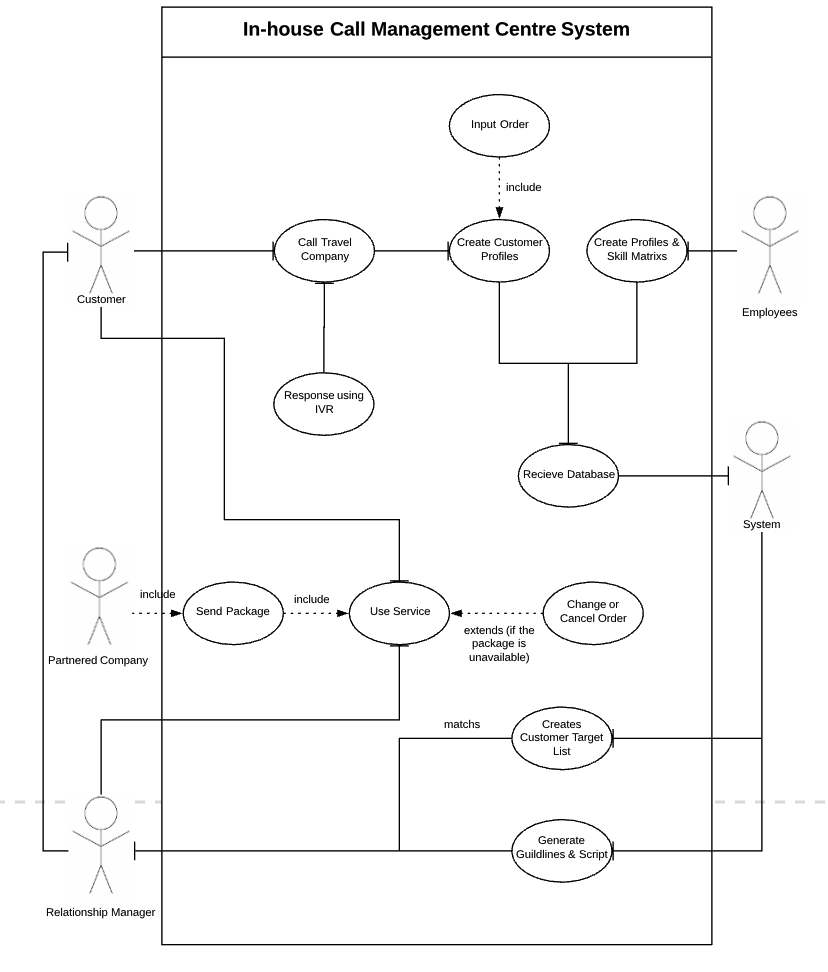 In-house Call Management Centre System
Input Order
include
Call Travel
Company
Create Customer
Profiles
Create Profiles &
Skill Matrixs
Customer
Employees
Response using
IVR
Recieve Database
System
include
Send Package
include
Use Service
Change or
Cancel Order
extends (if the
package is
unavailable)
Partnered Company
matchs
Creates
Customer Target
List
Generate
Guildlines & Script
Relationship Manager